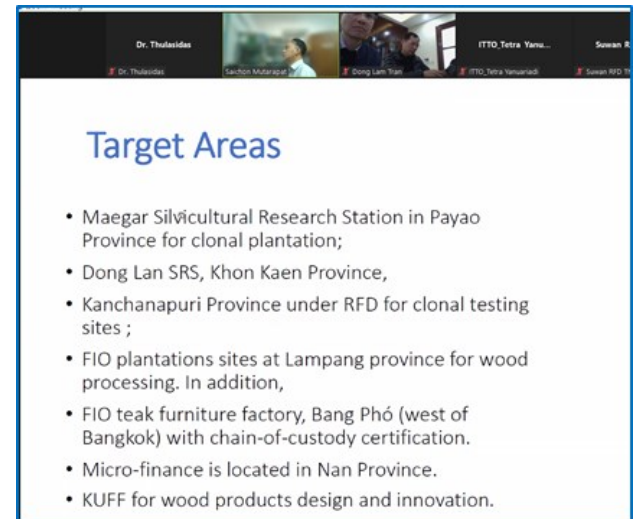 Dr. Thulasidas
ITTO_Tetra Yanu...
Suwan R
Dr. Thulasidas
Saichon Mutarapat
Dong Lam Tran
ITTO_Tetra Yanuariadi
Suwan RFD Th
Target Areas
• Maegar Silvicultural Research Station in Payao
Province for clonal plantation;
• Dong Lan SRS, Khon Kaen Province,
• Kanchanapuri Province under RFD for clonal testing
sites ;
• FIO plantations sites at Lampang province for wood
processing. In addition,
• FIO teak furniture factory, Bang Phó (west of
Bangkok) with chain-of-custody certification.
• Micro-finance is located in Nan Province.
• KUFF for wood products design and innovation.